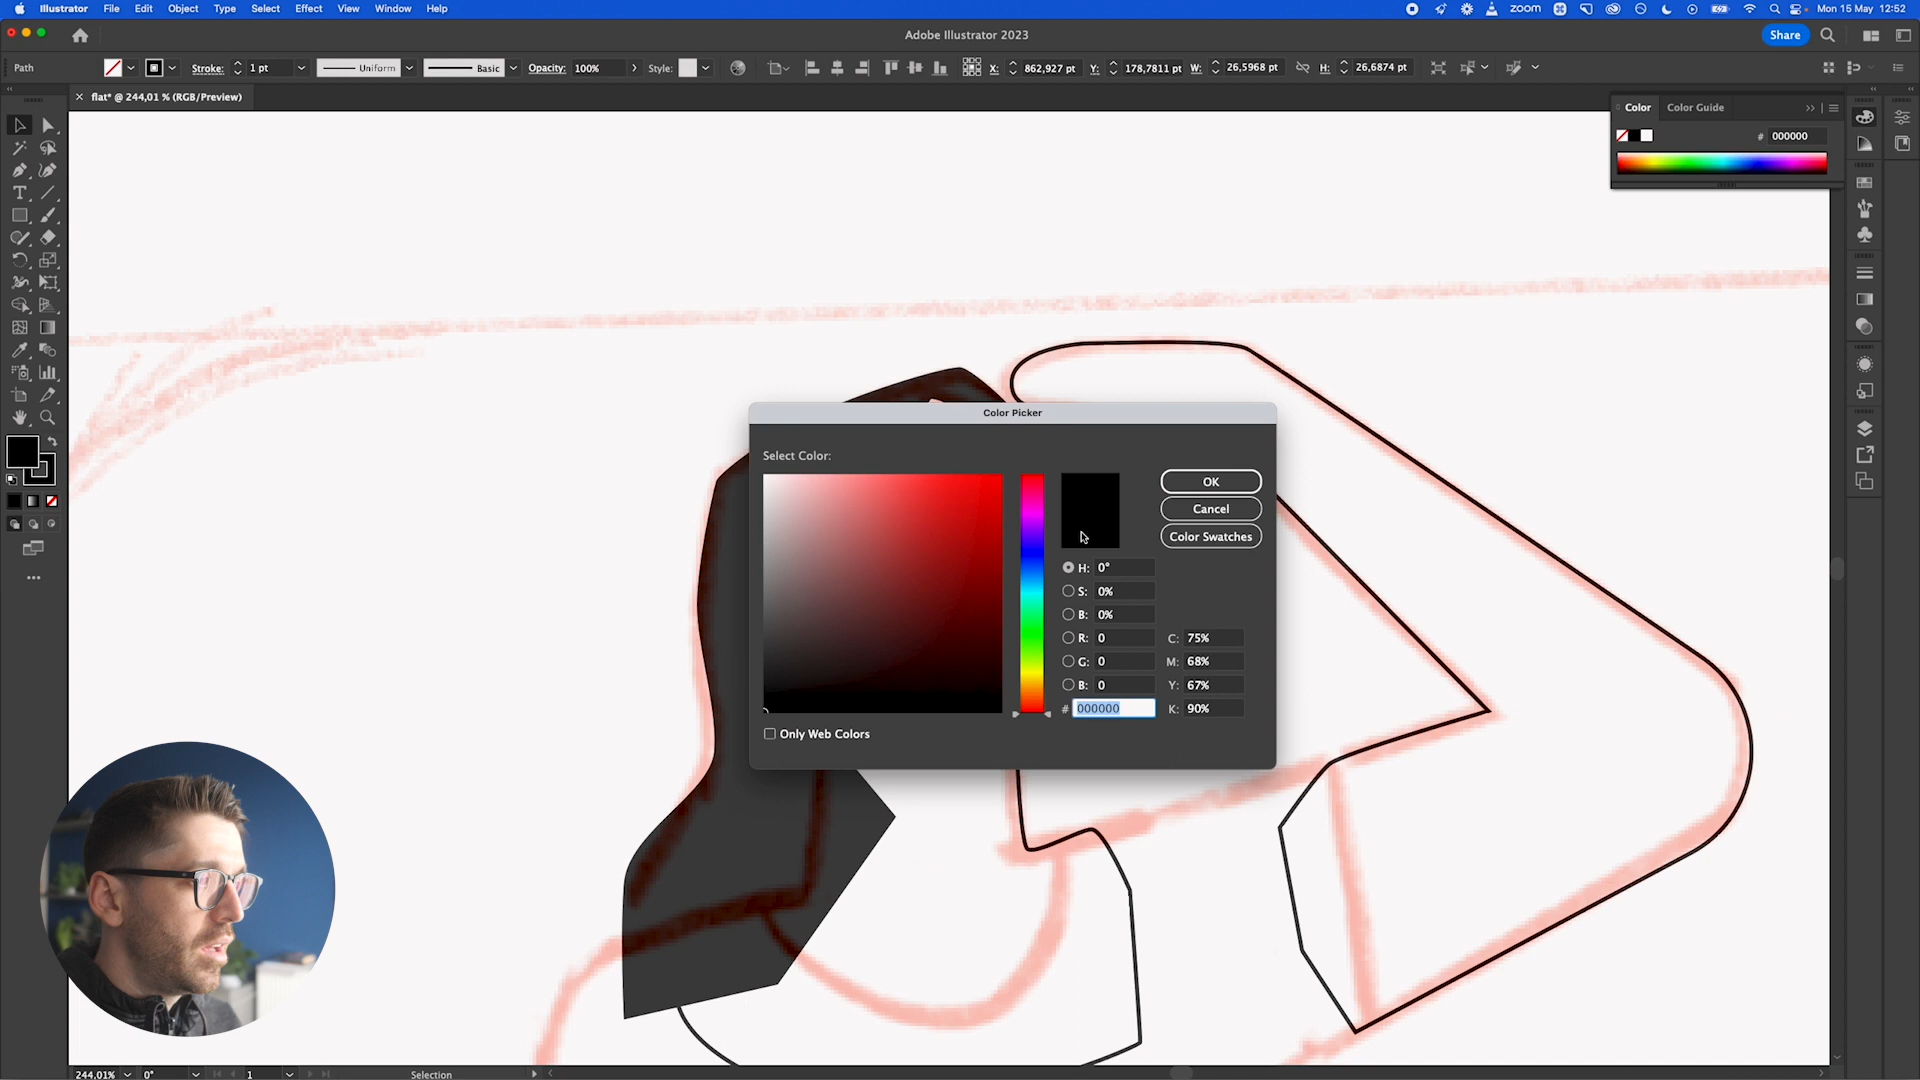 Illustrator File Edit Object Type Select Effect View Window Help zoom Mon 15 May 12:52
Adobe Illustrator 2023 Share
Path Stroke: 1 pt Uniform Basic Opacity: 100% Style: X: 862,927 pt Y: 178,7811 pt W: 26,5968 pt H: 26,6874 pt
flat* @ 244,01 % (RGB/Preview)
Color Color Guide
# 000000
Color Picker
Select Color:
OK
Cancel
Color Swatches
H: 0°
S: 0%
B: 0%
R: 0 C: 75%
G: 0 M: 68%
B: 0 Y: 67%
# 000000 K: 90%
Only Web Colors
244,01% 0° 1 Selection